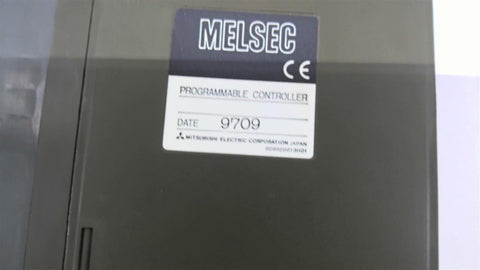 MELSEC
CE
PROGRAMMABLE CONTROLLER
DATE 9709
MITSUBISHI ELECTRIC CORPORATION JAPAN